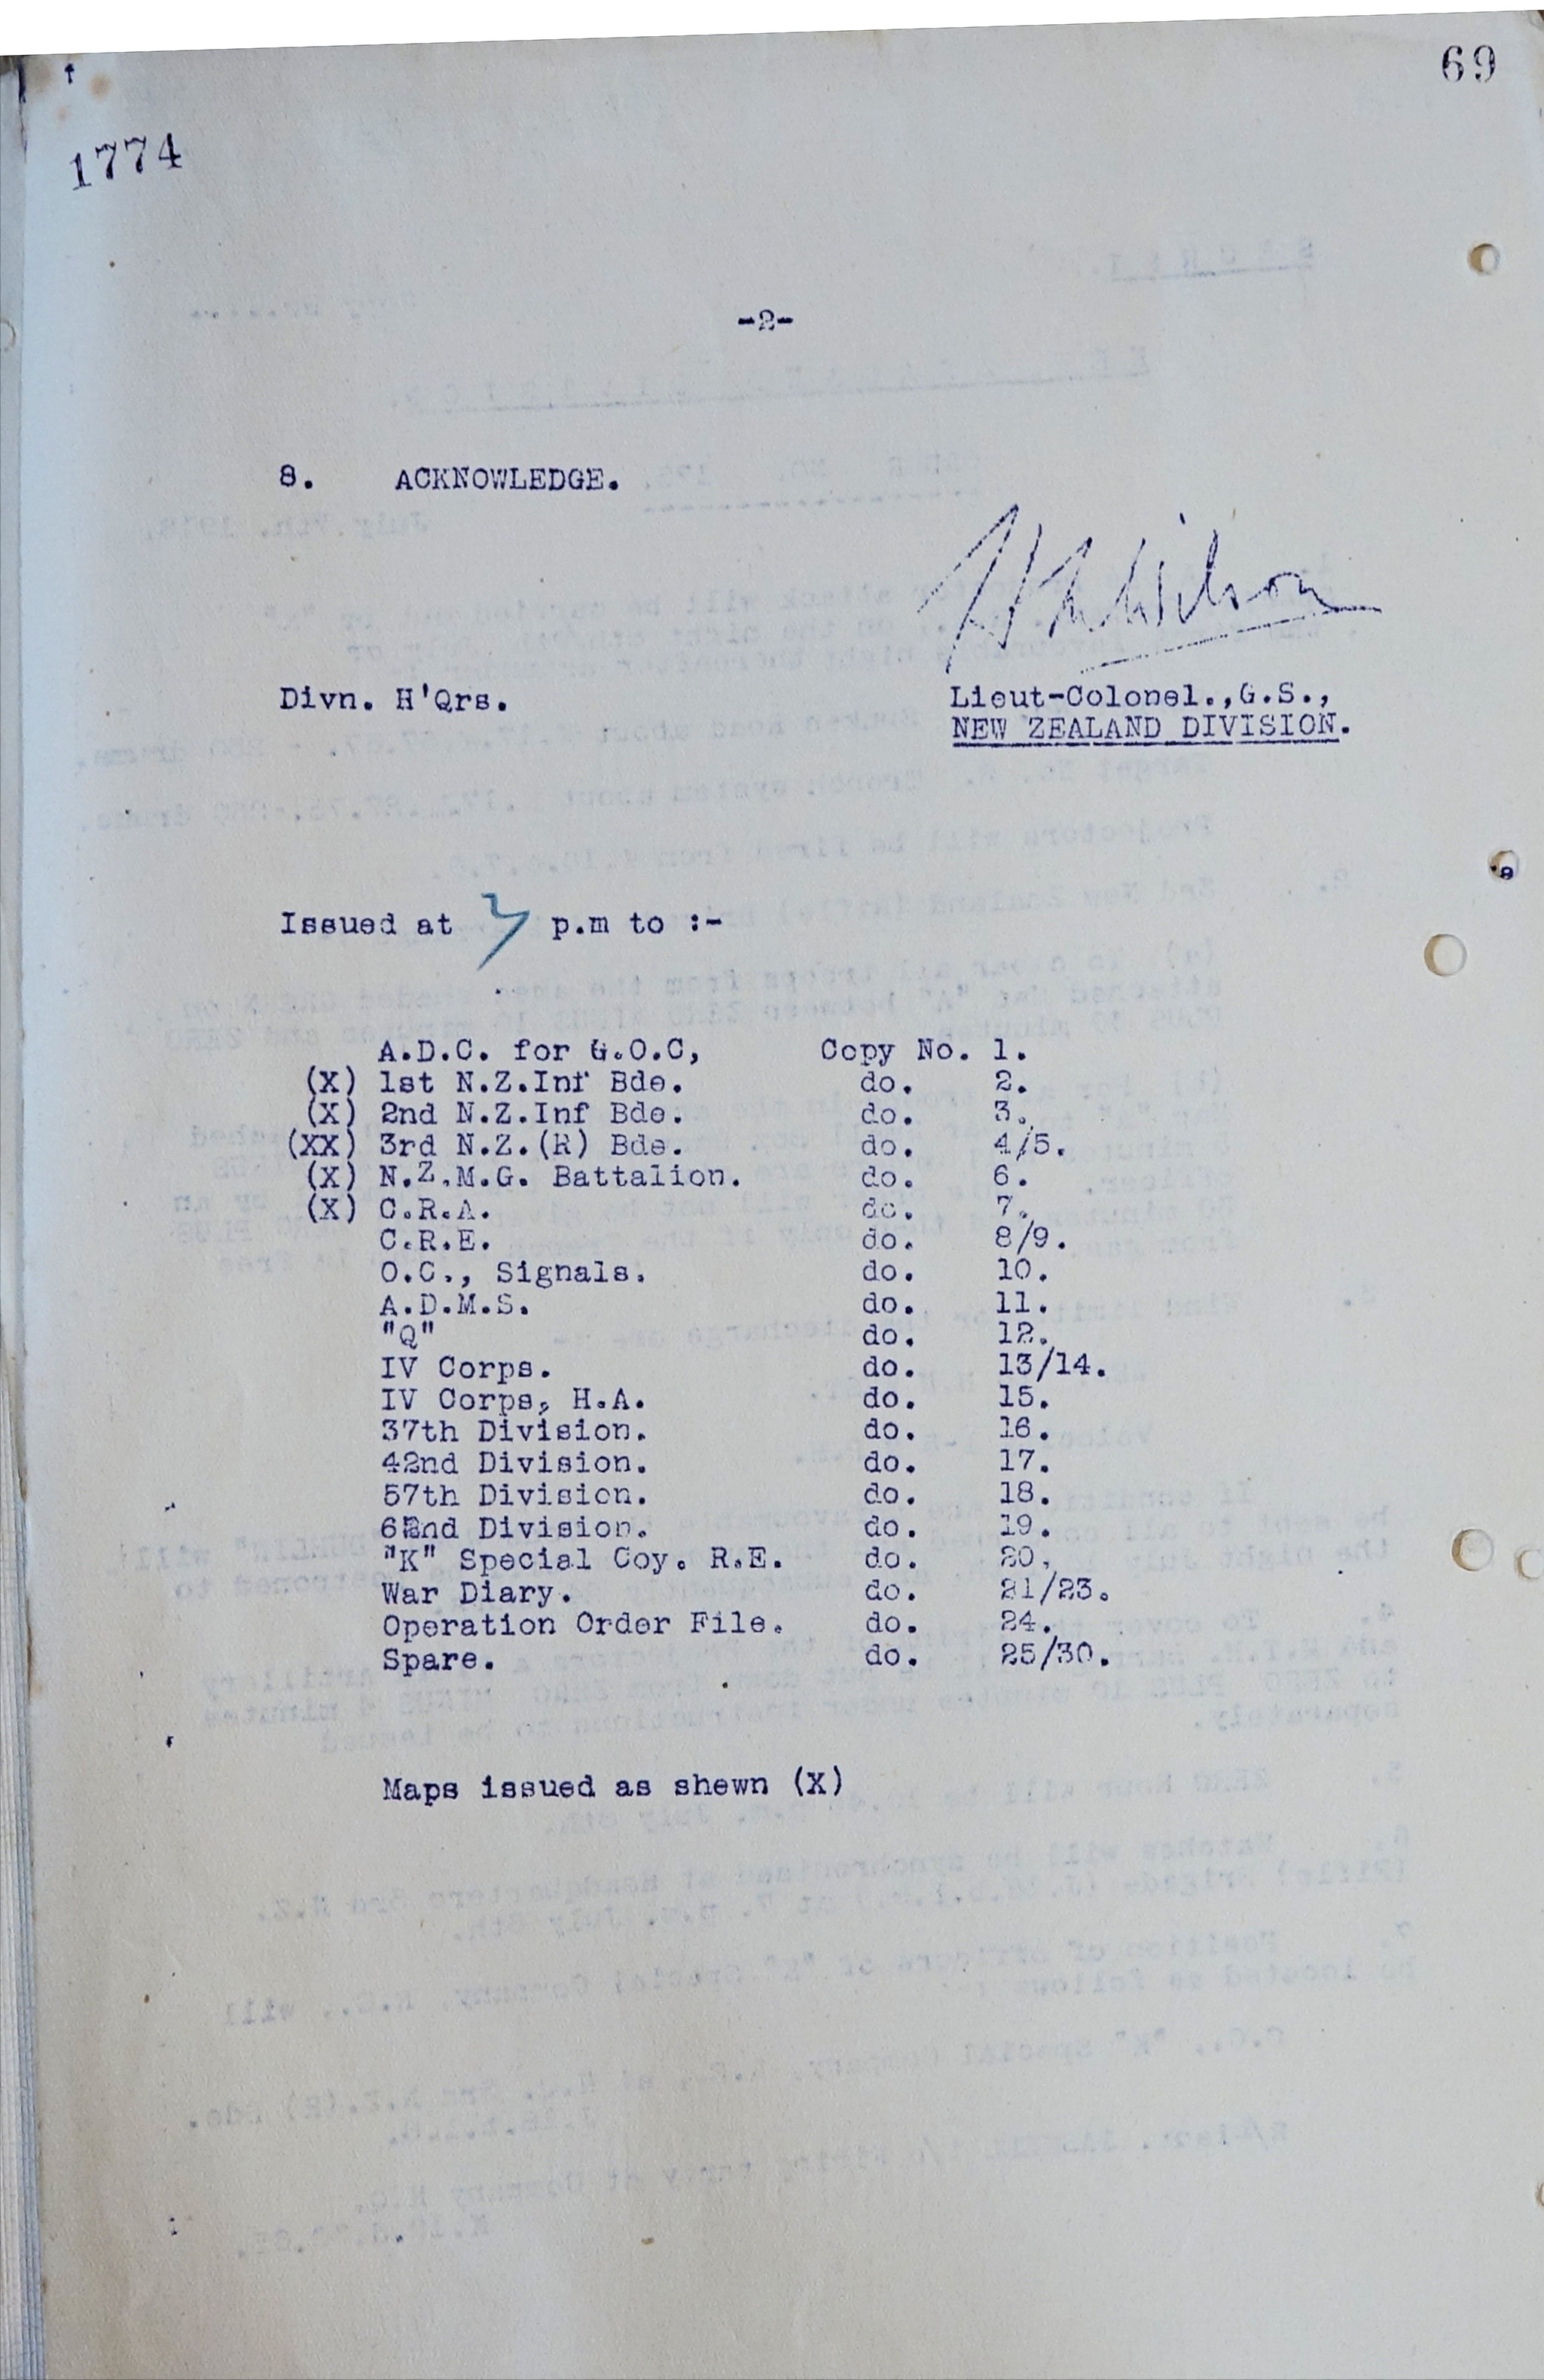 69
1774
-2-
8. ACKNOWLEDGE.
Wilson
Divn. H'Qrs. Lieut-Colonel.,G.S.,
NEW ZEALAND DIVISION.
Issued at 7 p.m to :-
A.D.C. for G.O.C, Copy No. 1.
(X) 1st N.Z.Inf Bde. do. 2.
(X) 2nd N.Z.Inf Bde. do. 3.
(XX) 3rd N.Z.(R) Bde. do. 4/5.
(X) N.Z.M.G. Battalion. do. 6.
(X) C.R.A. do. 7.
C.R.E. do. 8/9.
O.C., Signals. do. 10.
A.D.M.S. do. 11.
"Q" do. 12.
IV Corps. do. 13/14.
IV Corps, H.A. do. 15.
37th Division. do. 16.
42nd Division. do. 17.
57th Division. do. 18.
62nd Division. do. 19.
"K" Special Coy. R.E. do. 20.
War Diary. do. 21/23.
Operation Order File. do. 24.
Spare. do. 25/30.
Maps issued as shewn (X)